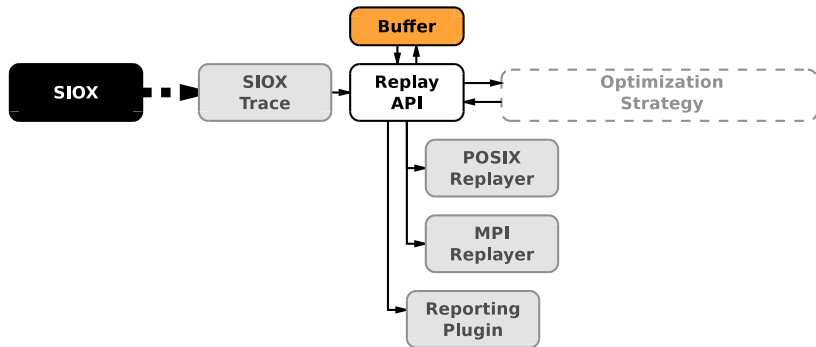 Buffer
SIOX
SIOX
Trace
Replay
API
Optimization
Strategy
POSIX
Replayer
MPI
Replayer
Reporting
Plugin